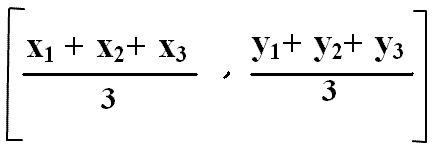 [x₁ + x₂+ x₃ / 3 , y₁+ y₂+ y₃ / 3]